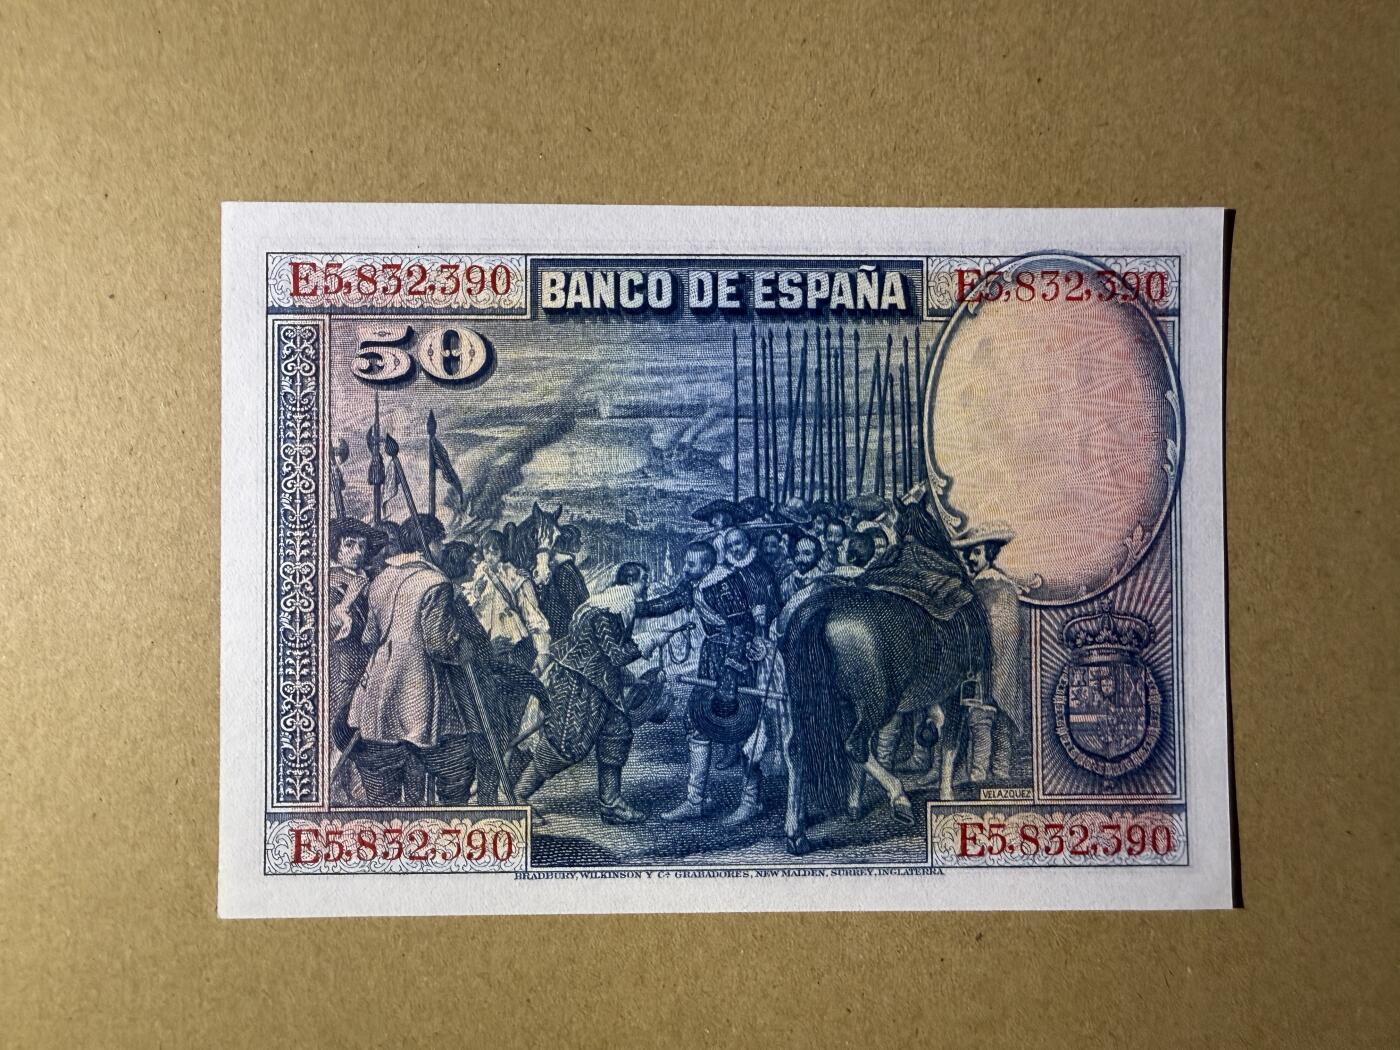 E5,832,390
BANCO DE ESPAÑA
E5,832,390
50
VELAZQUEZ
E5,832,390
E5,832,390
BRADBURY, WILKINSON Y Cª GRABADORES, NEW MALDEN, SURREY, INGLATERRA